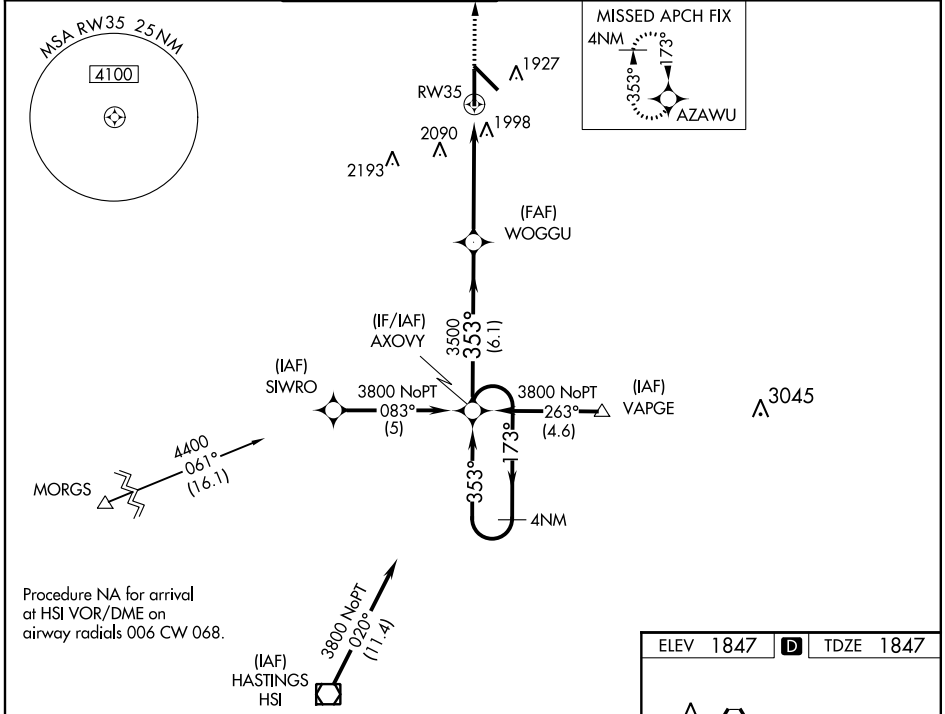 MSA RW35 25 NM
4100
MISSED APCH FIX
4NM
353°
173°
AZAWU
1927
RW35
1998
2090
2193
(FAF)
WOGGU
3500
353°
(6.1)
(IF/IAF)
AXOVY
(IAF)
SIWRO
3800 NoPT
083°
(5)
3800 NoPT
263°
(4.6)
(IAF)
VAPGE
3045
4400
061°
(16.1)
MORGS
353°
173°
4NM
Procedure NA for arrival
at HSI VOR/DME on
airway radials 006 CW 068.
3800 NoPT
020°
(11.4)
(IAF)
HASTINGS
HSI
ELEV 1847 D TDZE 1847